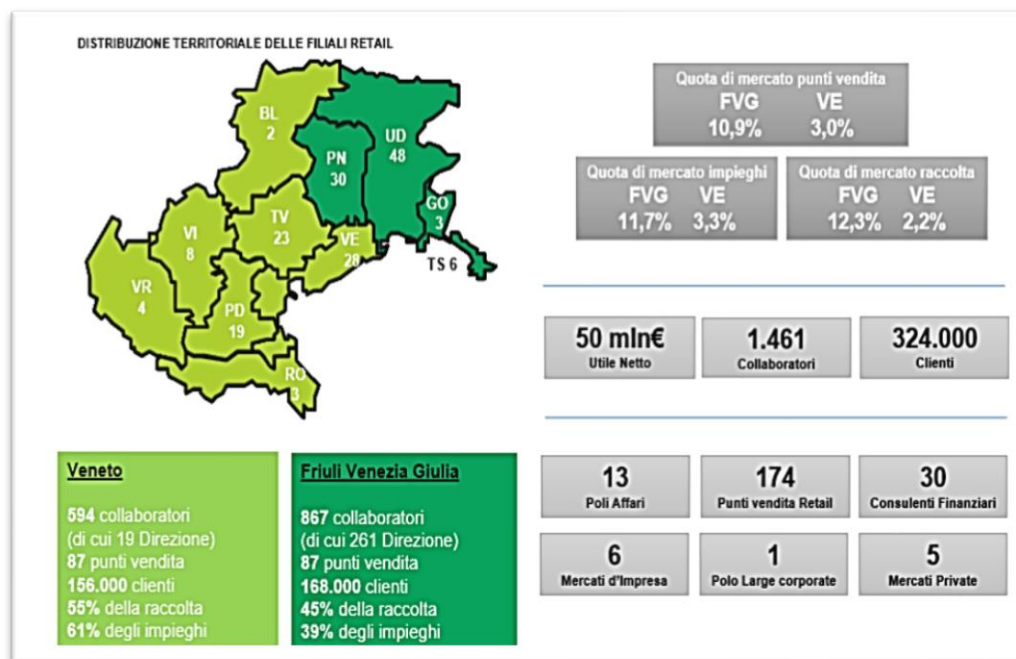 DISTRIBUZIONE TERRITORIALE DELLE FILIALI RETAIL
BL
2
UD
48
PN
30
GO
3
TS 6
TV
23
VE
28
VI
8
VR
4
PD
19
RO
3
Quota di mercato punti vendita
FVG VE
10,9% 3,0%
Quota di mercato impieghi
FVG VE
11,7% 3,3%
Quota di mercato raccolta
FVG VE
12,3% 2,2%
50 mln€
Utile Netto
1.461
Collaboratori
324.000
Clienti
Veneto
594 collaboratori
(di cui 19 Direzione)
87 punti vendita
156.000 clienti
55% della raccolta
61% degli impieghi
Friuli Venezia Giulia
867 collaboratori
(di cui 261 Direzione)
87 punti vendita
168.000 clienti
45% della raccolta
39% degli impieghi
13
Poli Affari
174
Punti vendita Retail
30
Consulenti Finanziari
6
Mercati d'Impresa
1
Polo Large corporate
5
Mercati Private